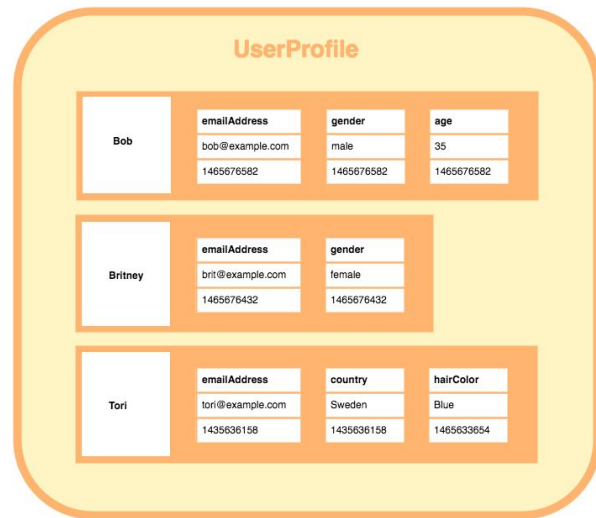 UserProfile
Bob
emailAddress gender age
bob@example.com male 35
1465676582 1465676582 1465676582
Britney
emailAddress gender
brit@example.com female
1465676432 1465676432
Tori
emailAddress country hairColor
tori@example.com Sweden Blue
1435636158 1435636158 1465633654